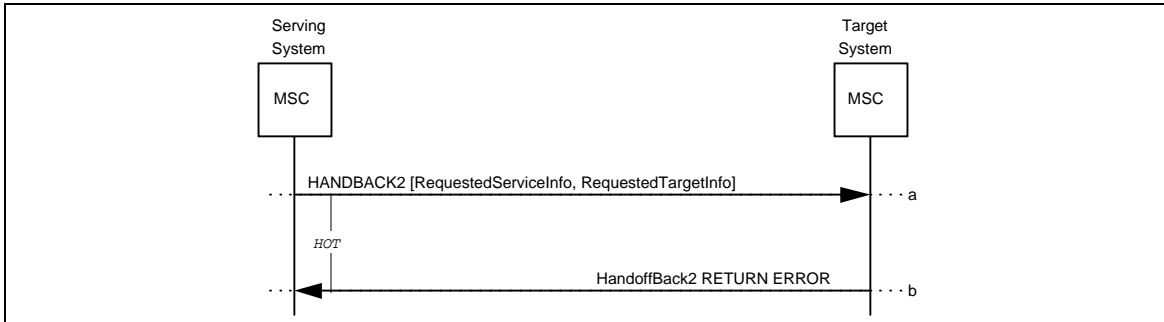 Serving
System
Target
System
MSC
MSC
HANDBACK2 [RequestedServiceInfo, RequestedTargetInfo]
a
HOT
HandoffBack2 RETURN ERROR
b